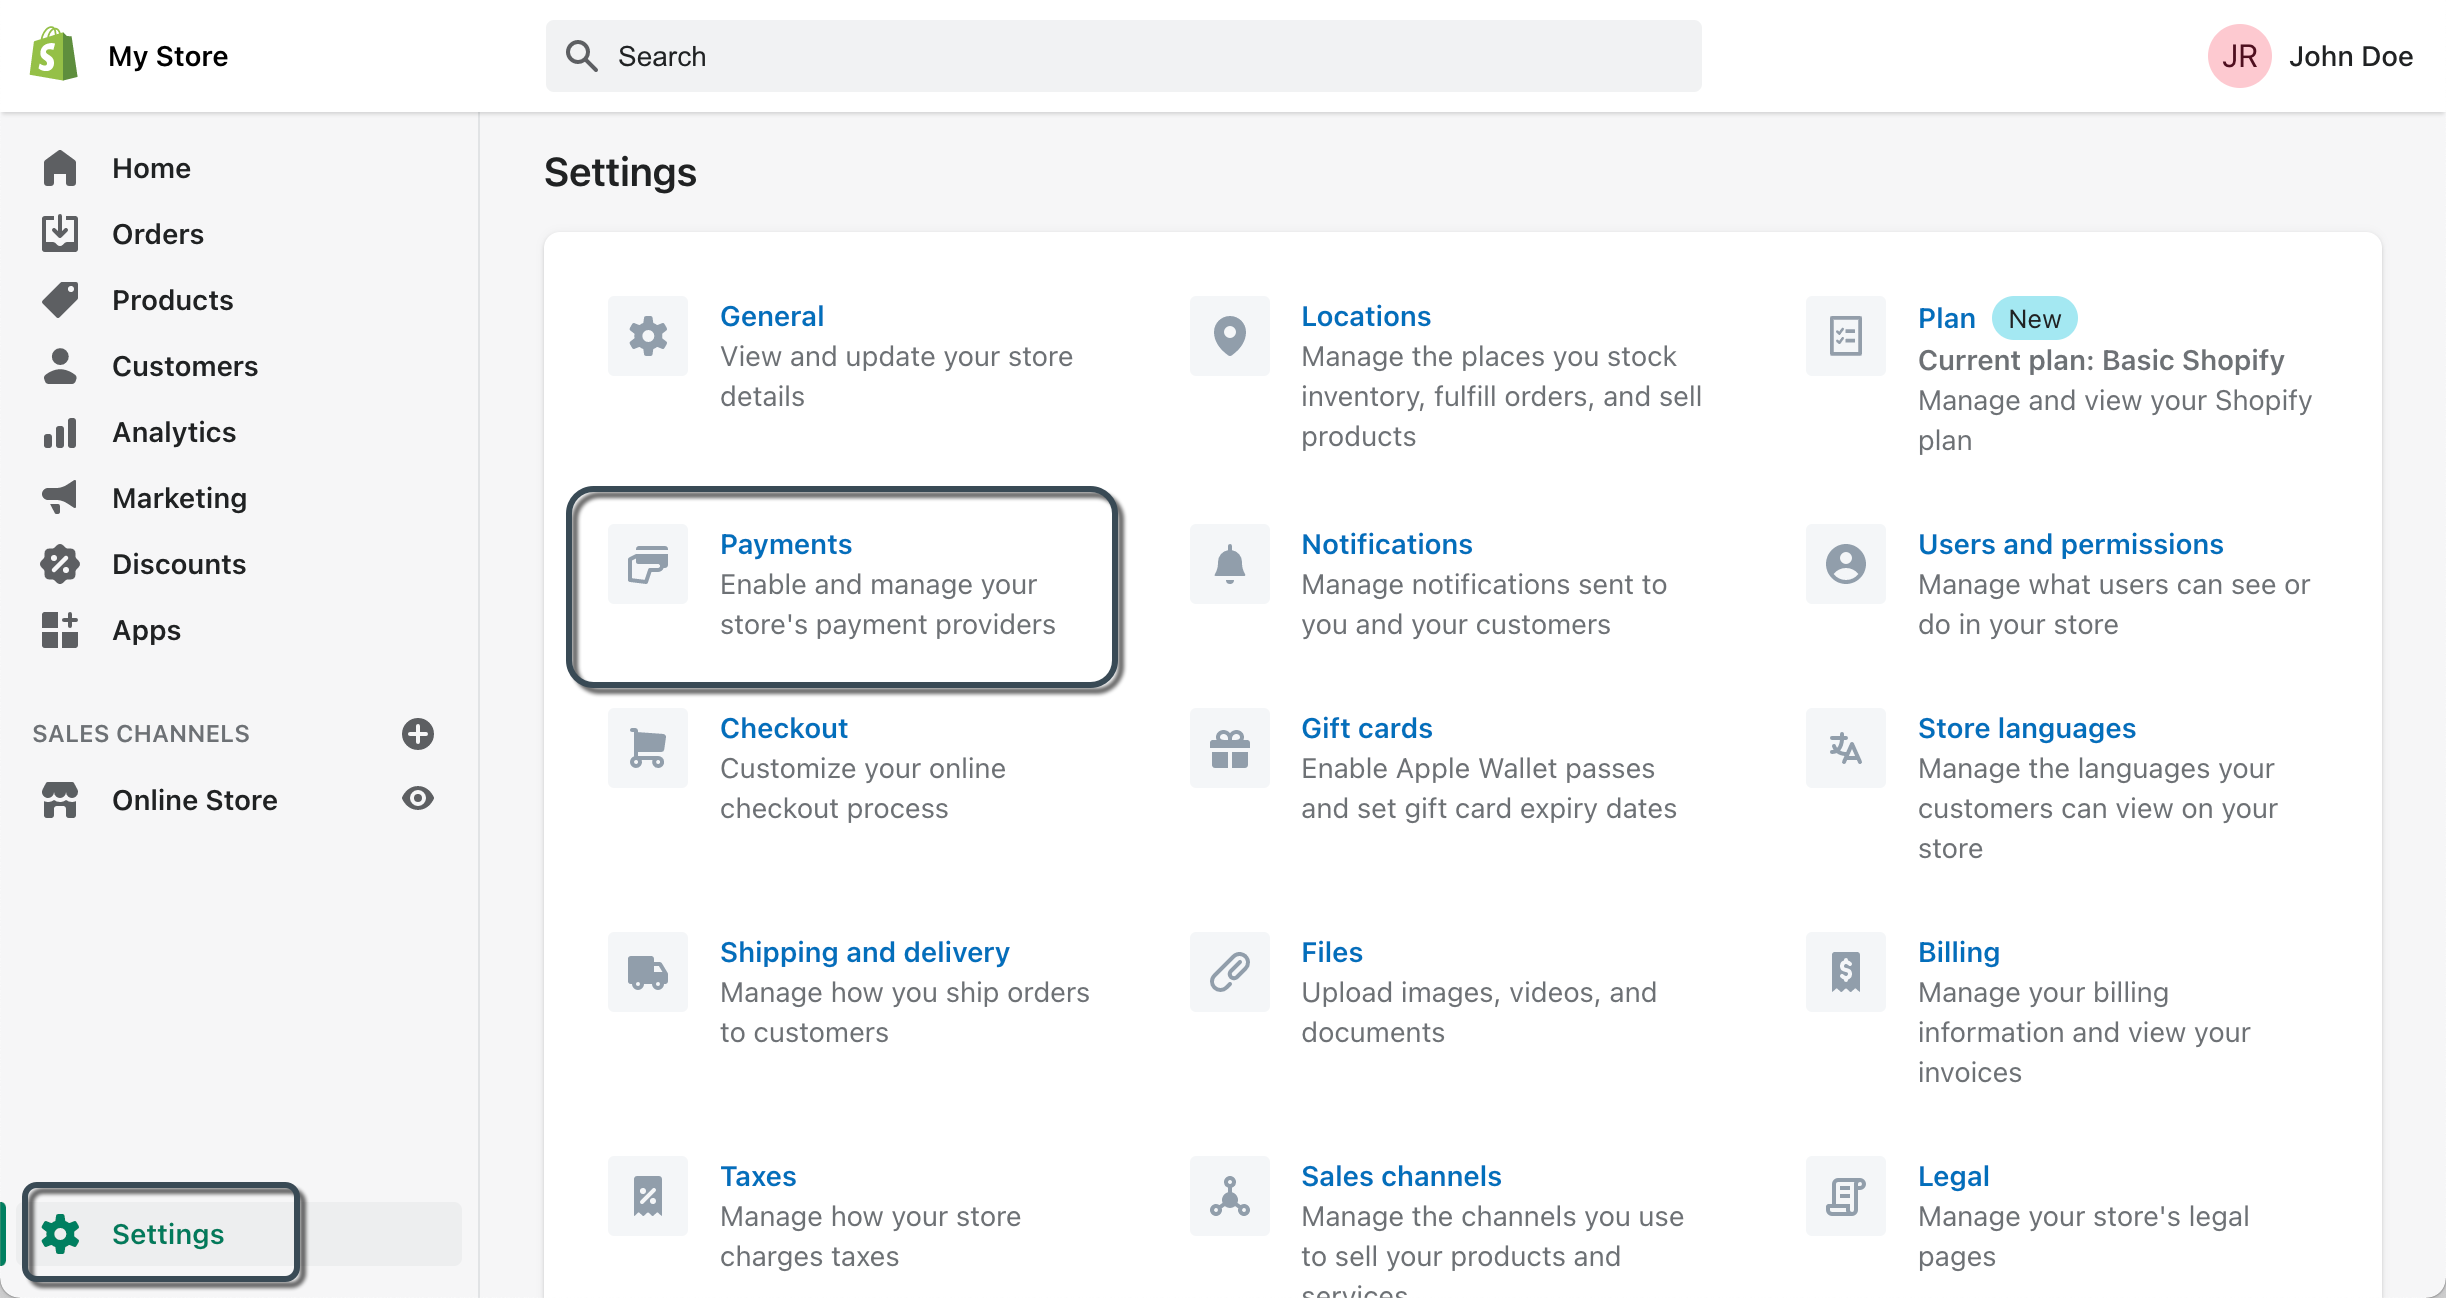 My Store
Search
JR
John Doe
Home
Orders
Products
Customers
Analytics
Marketing
Discounts
Apps
SALES CHANNELS
Online Store
Settings
Settings
General
View and update your store
details
Locations
Manage the places you stock
inventory, fulfill orders, and sell
products
Plan New
Current plan: Basic Shopify
Manage and view your Shopify
plan
Payments
Enable and manage your
store's payment providers
Notifications
Manage notifications sent to
you and your customers
Users and permissions
Manage what users can see or
do in your store
Checkout
Customize your online
checkout process
Gift cards
Enable Apple Wallet passes
and set gift card expiry dates
Store languages
Manage the languages your
customers can view on your
store
Shipping and delivery
Manage how you ship orders
to customers
Files
Upload images, videos, and
documents
Billing
Manage your billing
information and view your
invoices
Taxes
Manage how your store
charges taxes
Sales channels
Manage the channels you use
to sell your products and
services
Legal
Manage your store's legal
pages